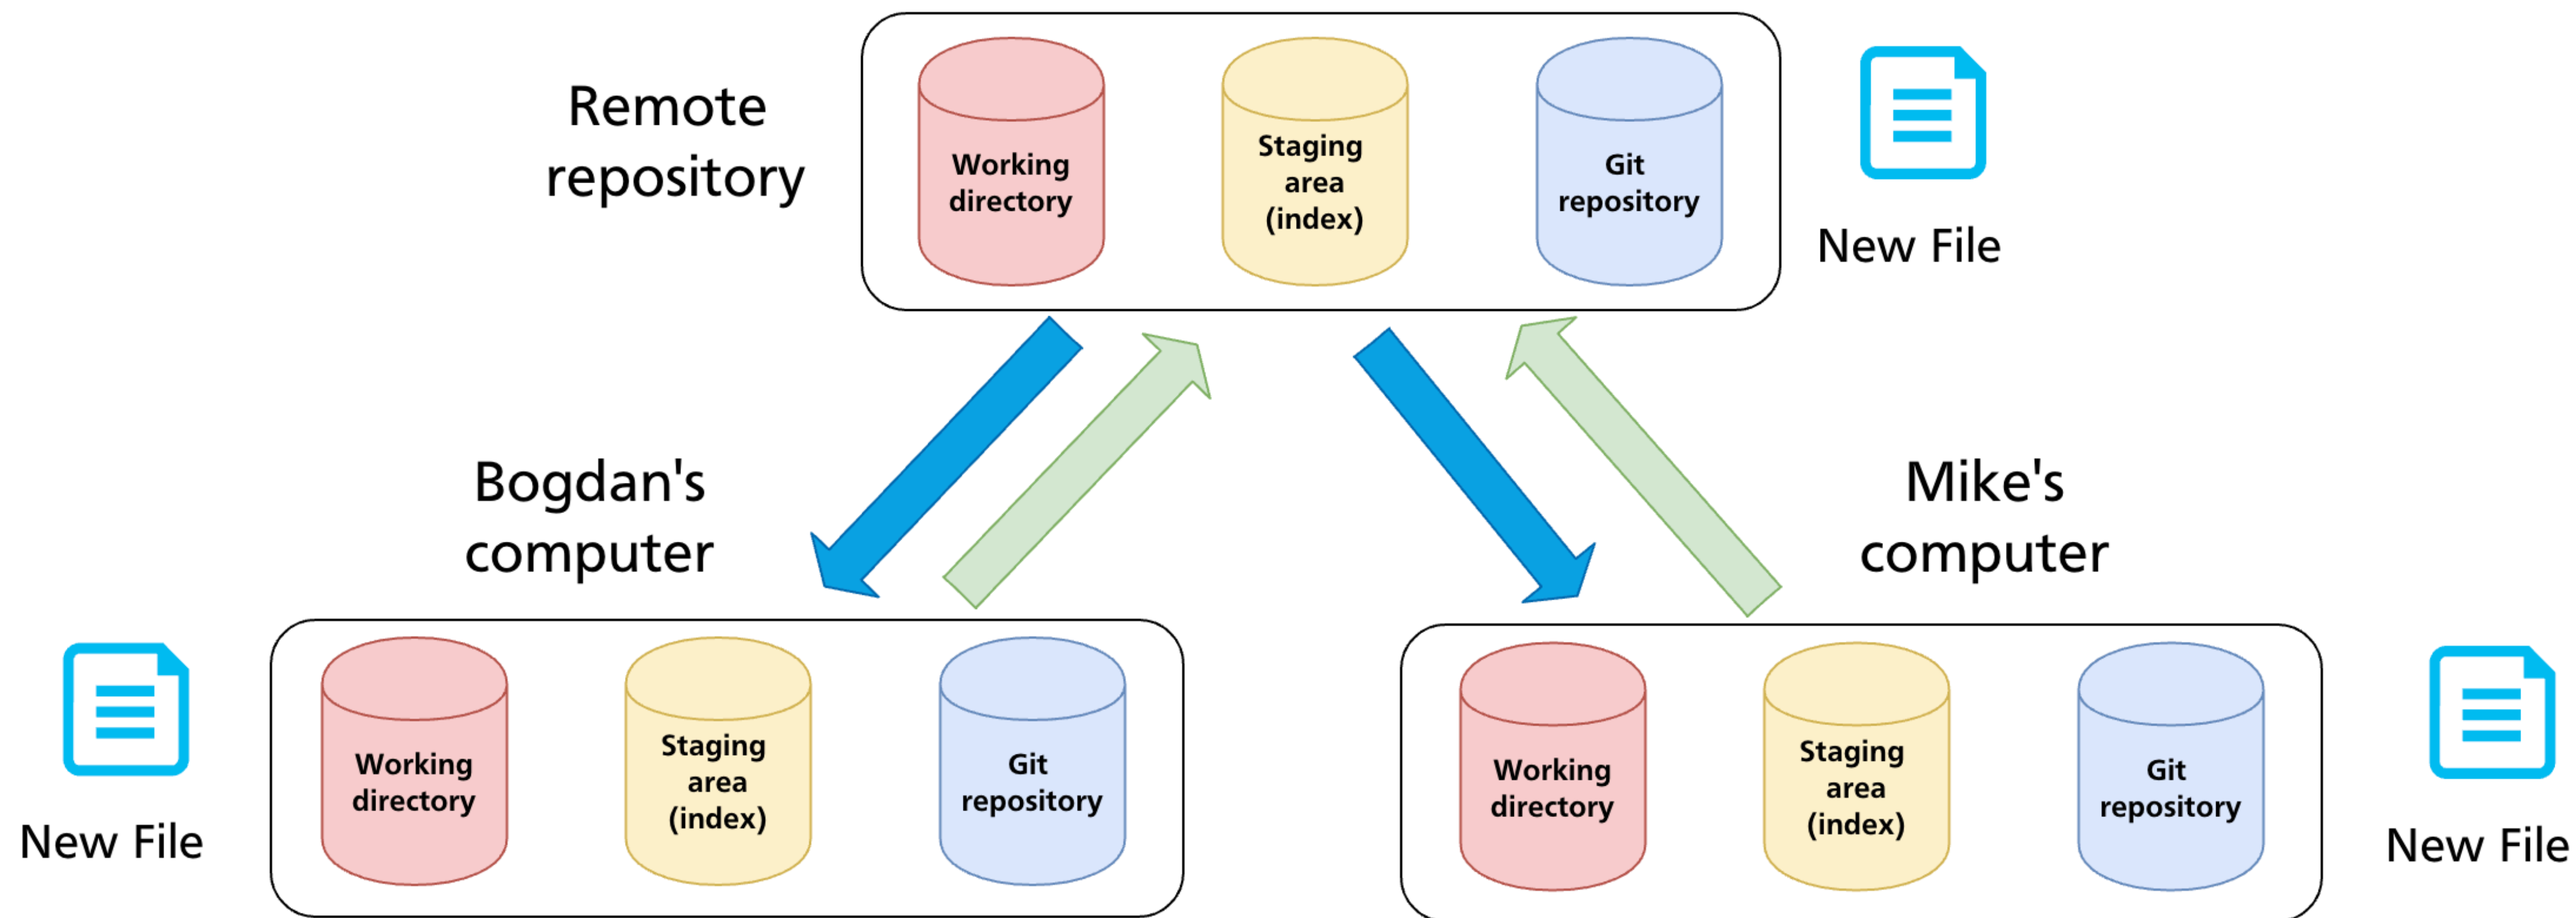 Remote
repository
Working
directory
Staging
area
(index)
Git
repository
New File
Bogdan's
computer
Mike's
computer
New File
Working
directory
Staging
area
(index)
Git
repository
Working
directory
Staging
area
(index)
Git
repository
New File